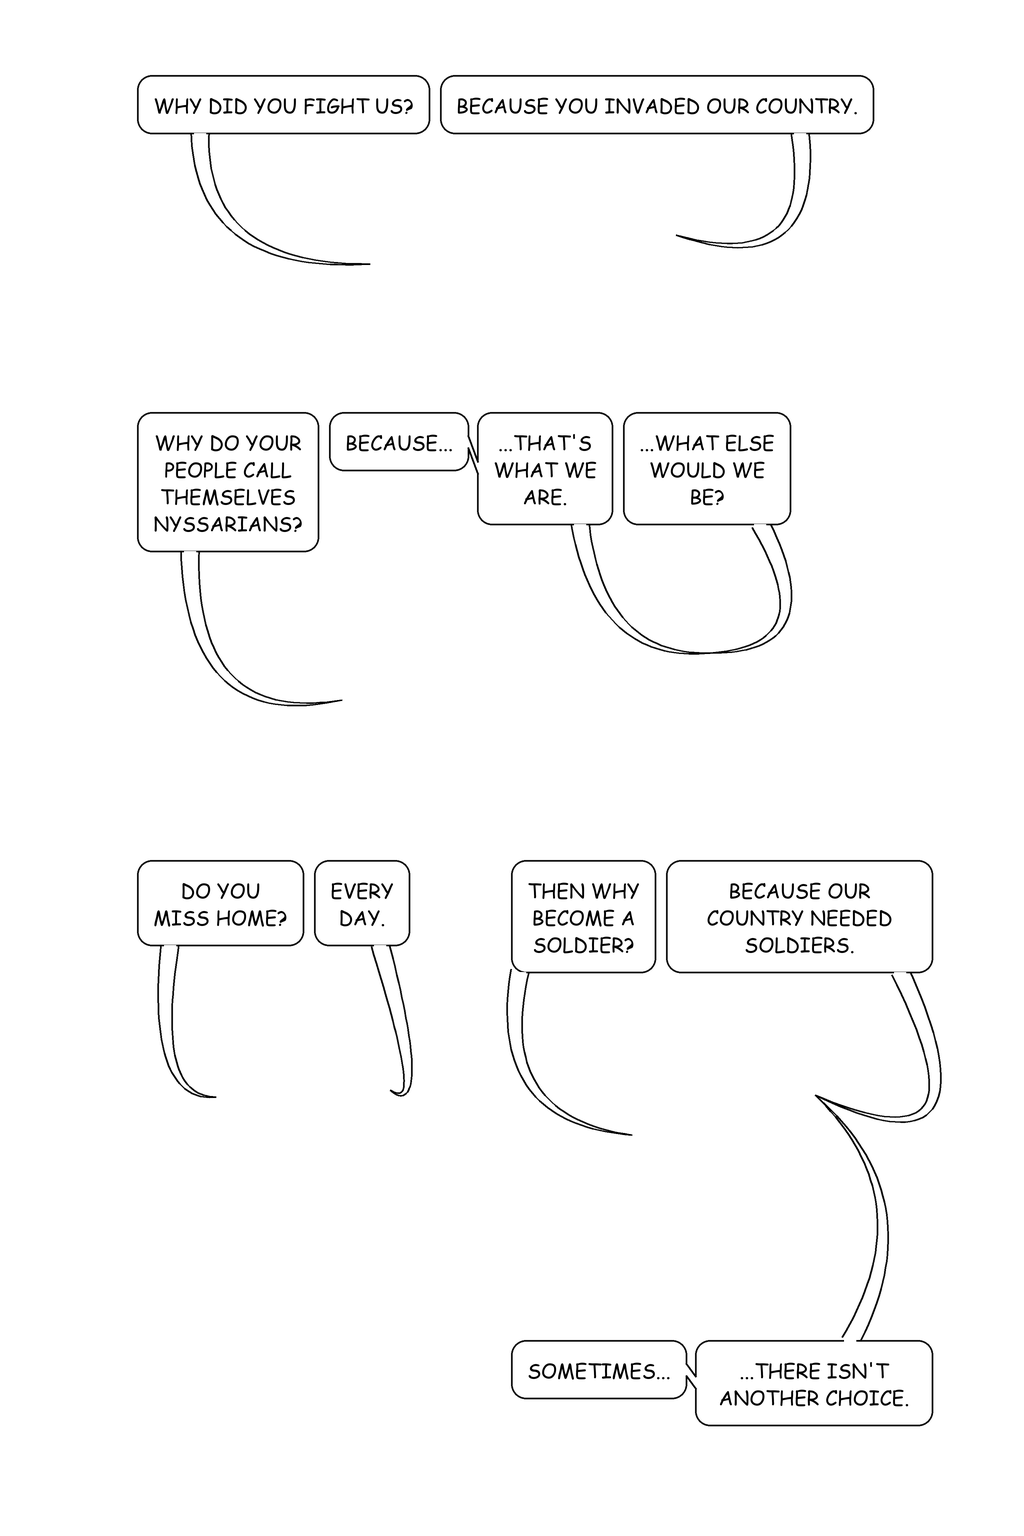 WHY DID YOU FIGHT US?
BECAUSE YOU INVADED OUR COUNTRY.
WHY DO YOUR
PEOPLE CALL
THEMSELVES
NYSSARIANS?
BECAUSE...
...THAT'S
WHAT WE
ARE.
...WHAT ELSE
WOULD WE
BE?
DO YOU
MISS HOME?
EVERY
DAY.
THEN WHY
BECOME A
SOLDIER?
BECAUSE OUR
COUNTRY NEEDED
SOLDIERS.
SOMETIMES...
...THERE ISN'T
ANOTHER CHOICE.